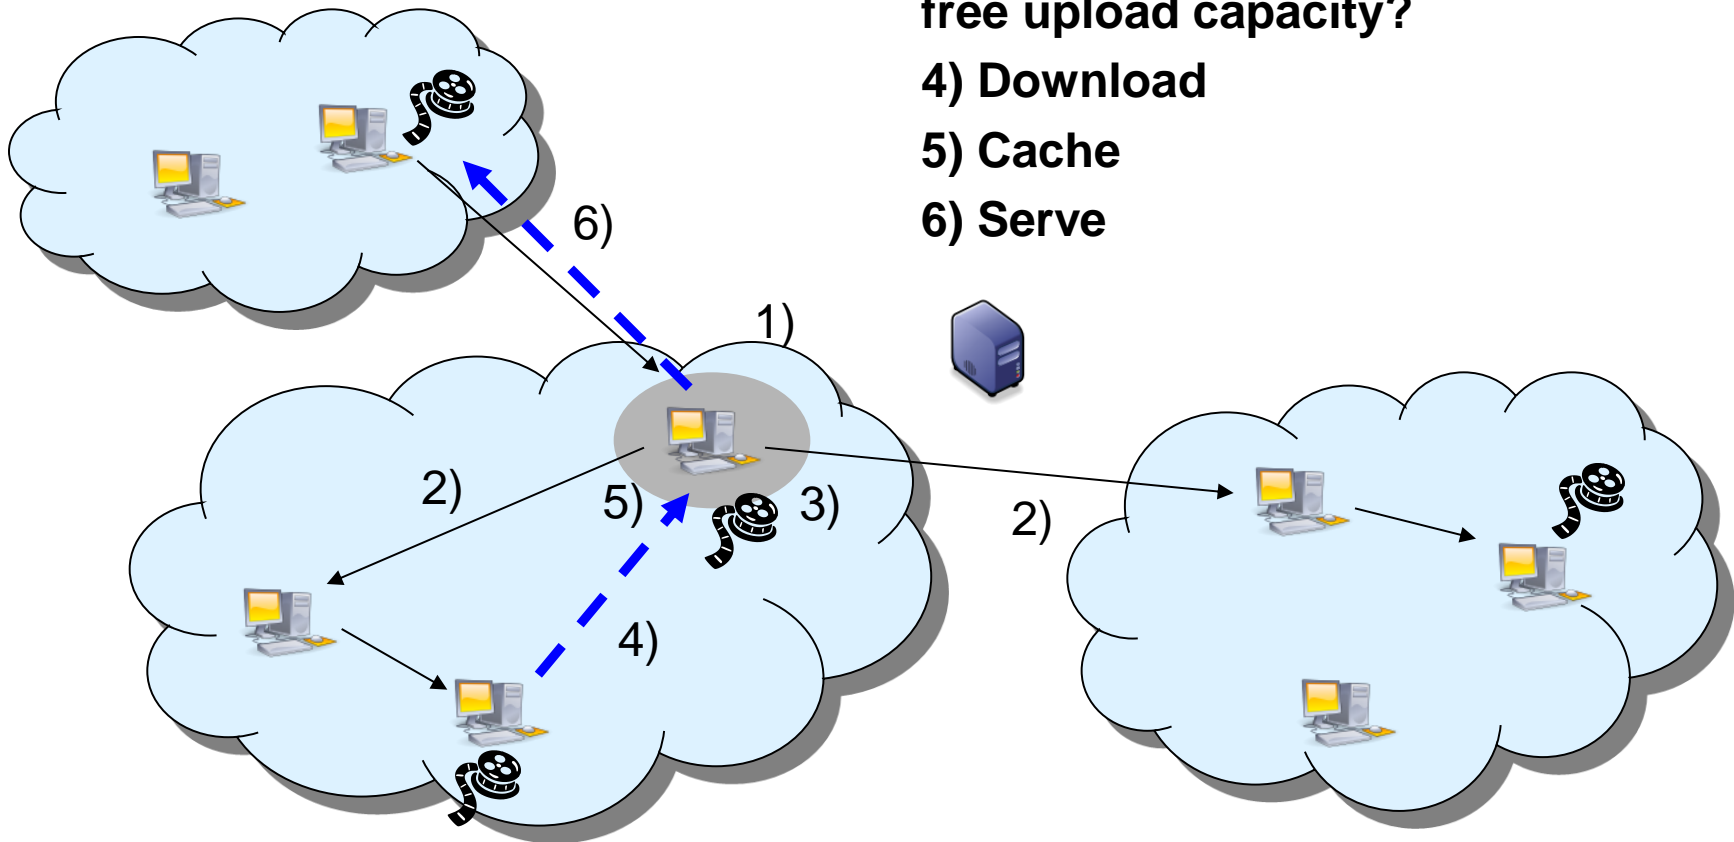 free upload capacity?
4) Download
5) Cache
6) Serve
6)
1)
2)
5)
3)
2)
4)